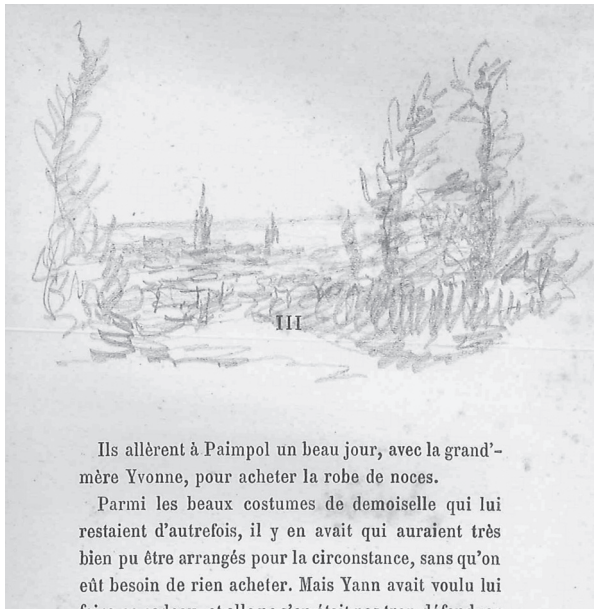 III
Ils allèrent à Paimpol un beau jour, avec la grand'-
mère Yvonne, pour acheter la robe de noces.
Parmi les beaux costumes de demoiselle qui lui
restaient d'autrefois, il y en avait qui auraient très
bien pu être arrangés pour la circonstance, sans qu'on
eût besoin de rien acheter. Mais Yann avait voulu lui